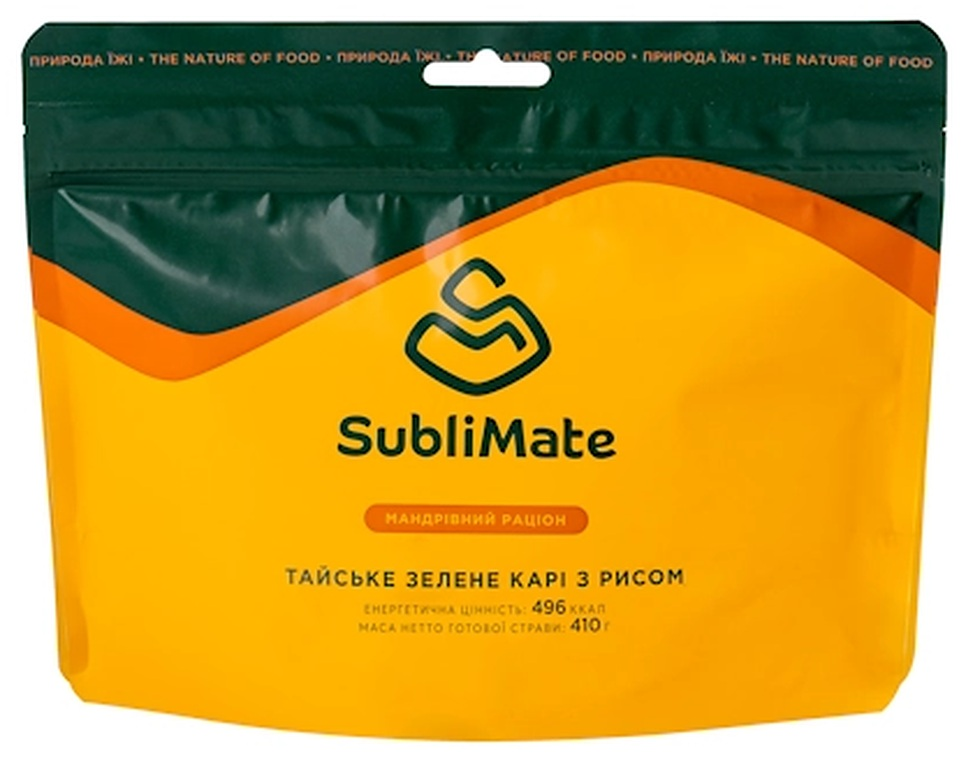 ПРИРОДА ЇЖІ • THE NATURE OF FOOD • ПРИРОДА ЇЖІ • THE NATURE OF FOOD • ПРИРОДА ЇЖІ • THE NATURE OF FOOD
SubliMate
МАНДРІВНИЙ РАЦІОН
ТАЙСЬКЕ ЗЕЛЕНЕ КАРІ З РИСОМ
ЕНЕРГЕТИЧНА ЦІННІСТЬ: 496 ККАЛ
МАСА НЕТТО ГОТОВОЇ СТРАВИ: 410 Г